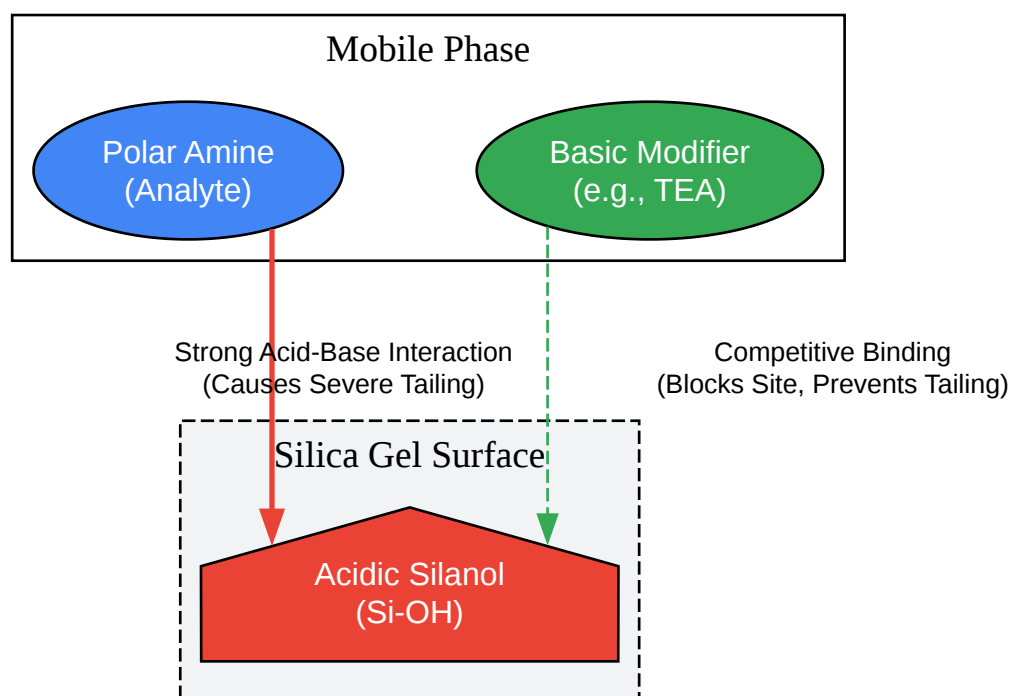 Mobile Phase
Polar Amine
(Analyte)
Basic Modifier
(e.g., TEA)
Strong Acid-Base Interaction
(Causes Severe Tailing)
Competitive Binding
(Blocks Site, Prevents Tailing)
Silica Gel Surface
Acidic Silanol
(Si-OH)